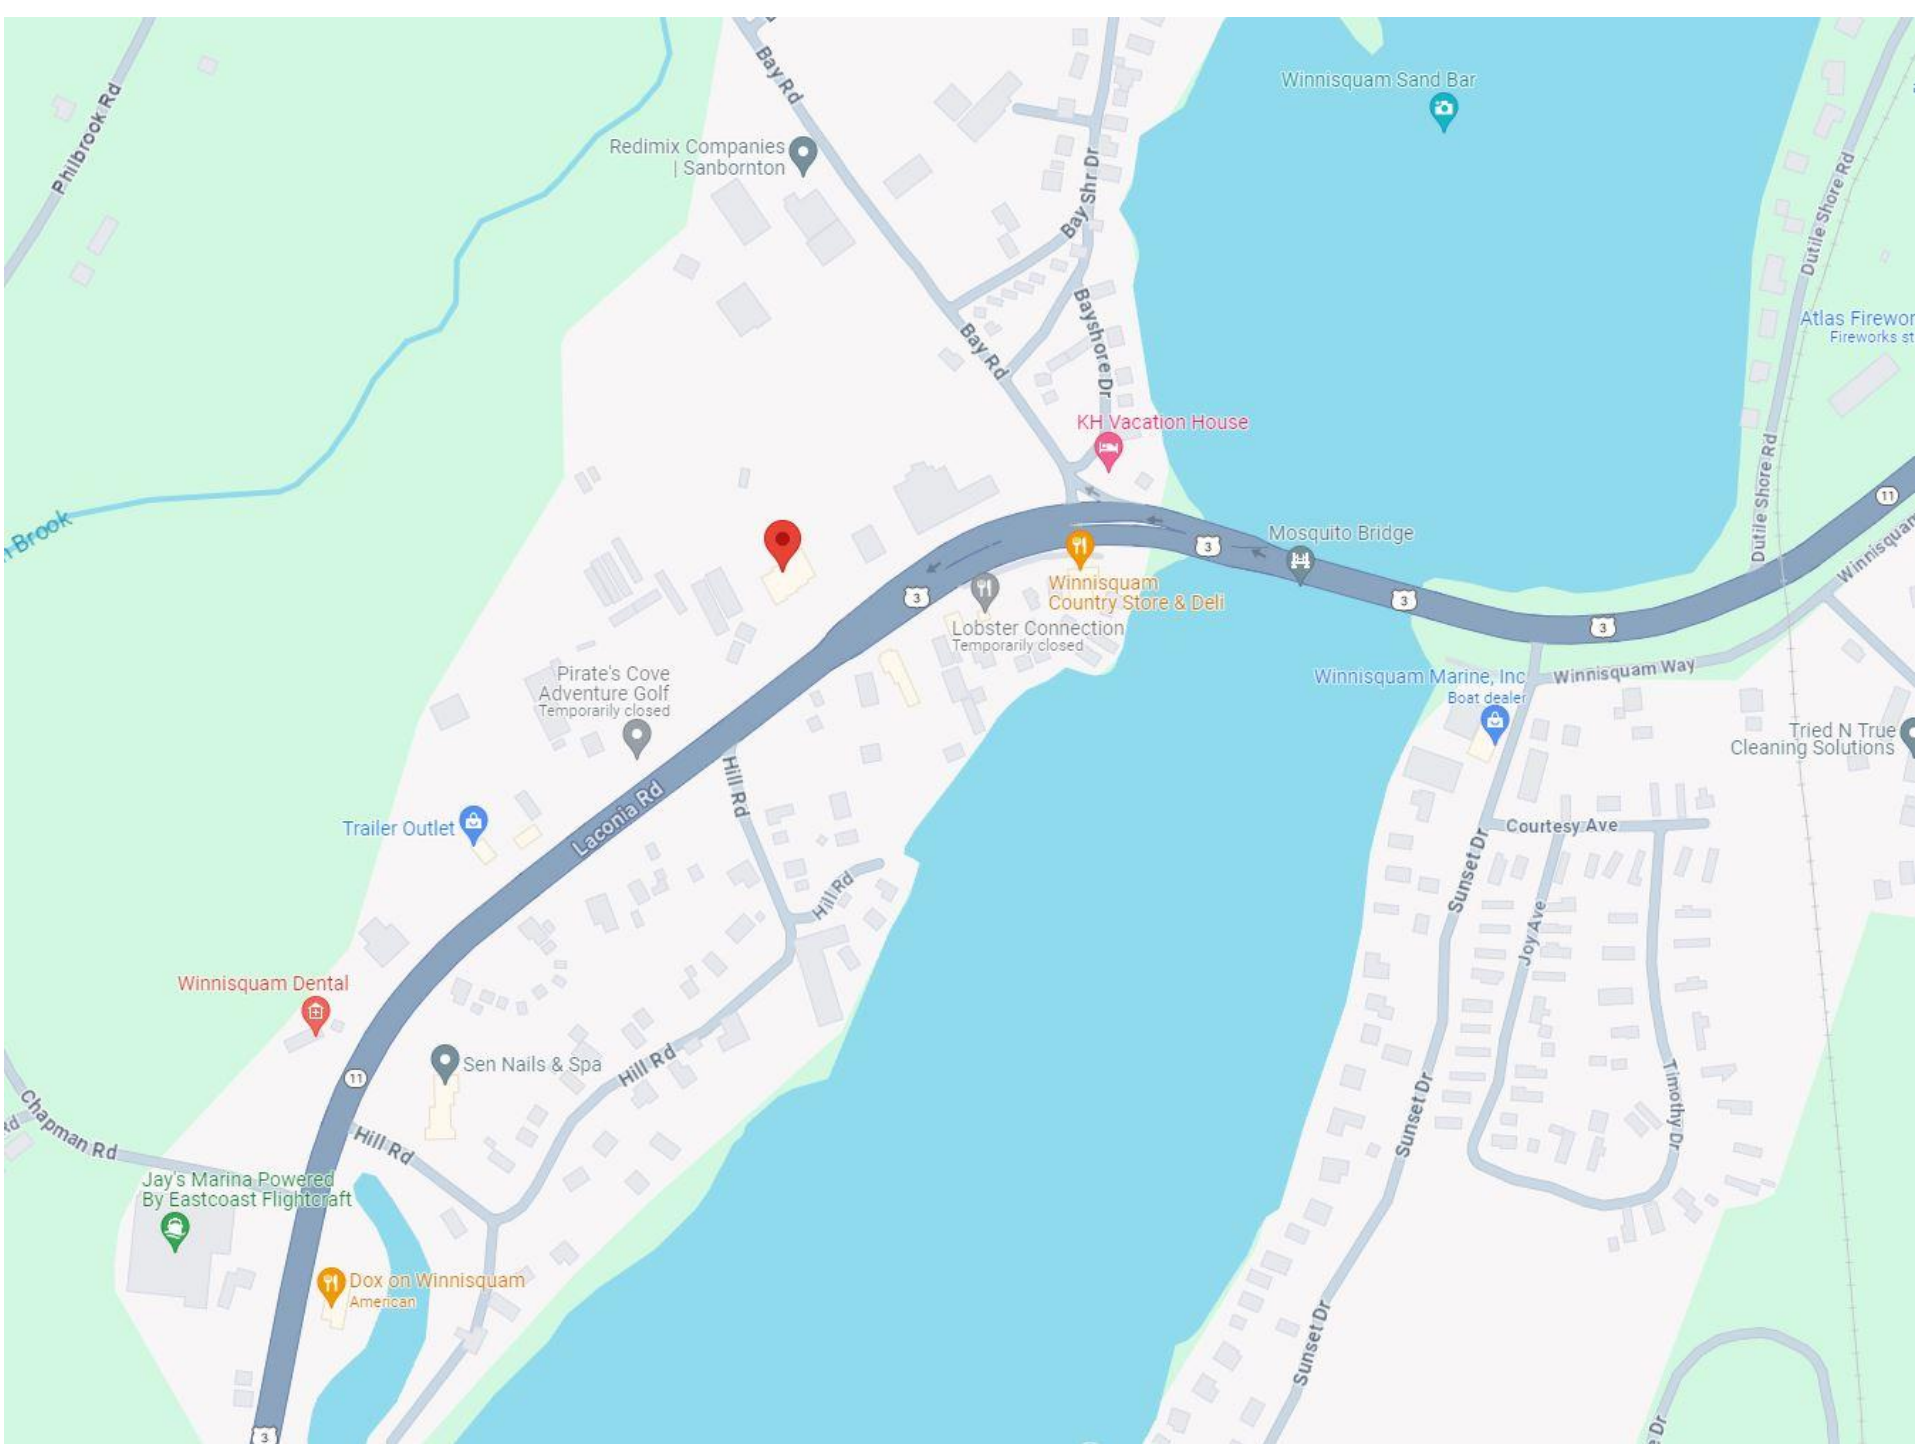 Bay Rd
Philbrook Rd
Winnisquam Sand Bar
Redimix Companies
| Sanbornton
Bay Shr Dr
Dutile Shore Rd
Bayshore Dr
Bay Rd
Atlas Firewor
Fireworks st
KH Vacation House
Dutile Shore Rd
11
Brook
Mosquito Bridge
3
3
3
3
Winnisquam
Winnisquam
Country Store & Deli
Lobster Connection
Temporarily closed
Pirate's Cove
Adventure Golf
Temporarily closed
Winnisquam Marine, Inc
Boat dealer
Winnisquam Way
Tried N True
Cleaning Solutions
Hill Rd
Laconia Rd
Trailer Outlet
Courtesy Ave
Sunset Dr
Hill Rd
Joy Ave
Winnisquam Dental
Sen Nails & Spa
Hill Rd
11
Timothy Dr
Sunset Dr
Chapman Rd
Rd
Hill Rd
Jay's Marina Powered
By Eastcoast Flightcraft
Dox on Winnisquam
American
Sunset Dr
3
Dr